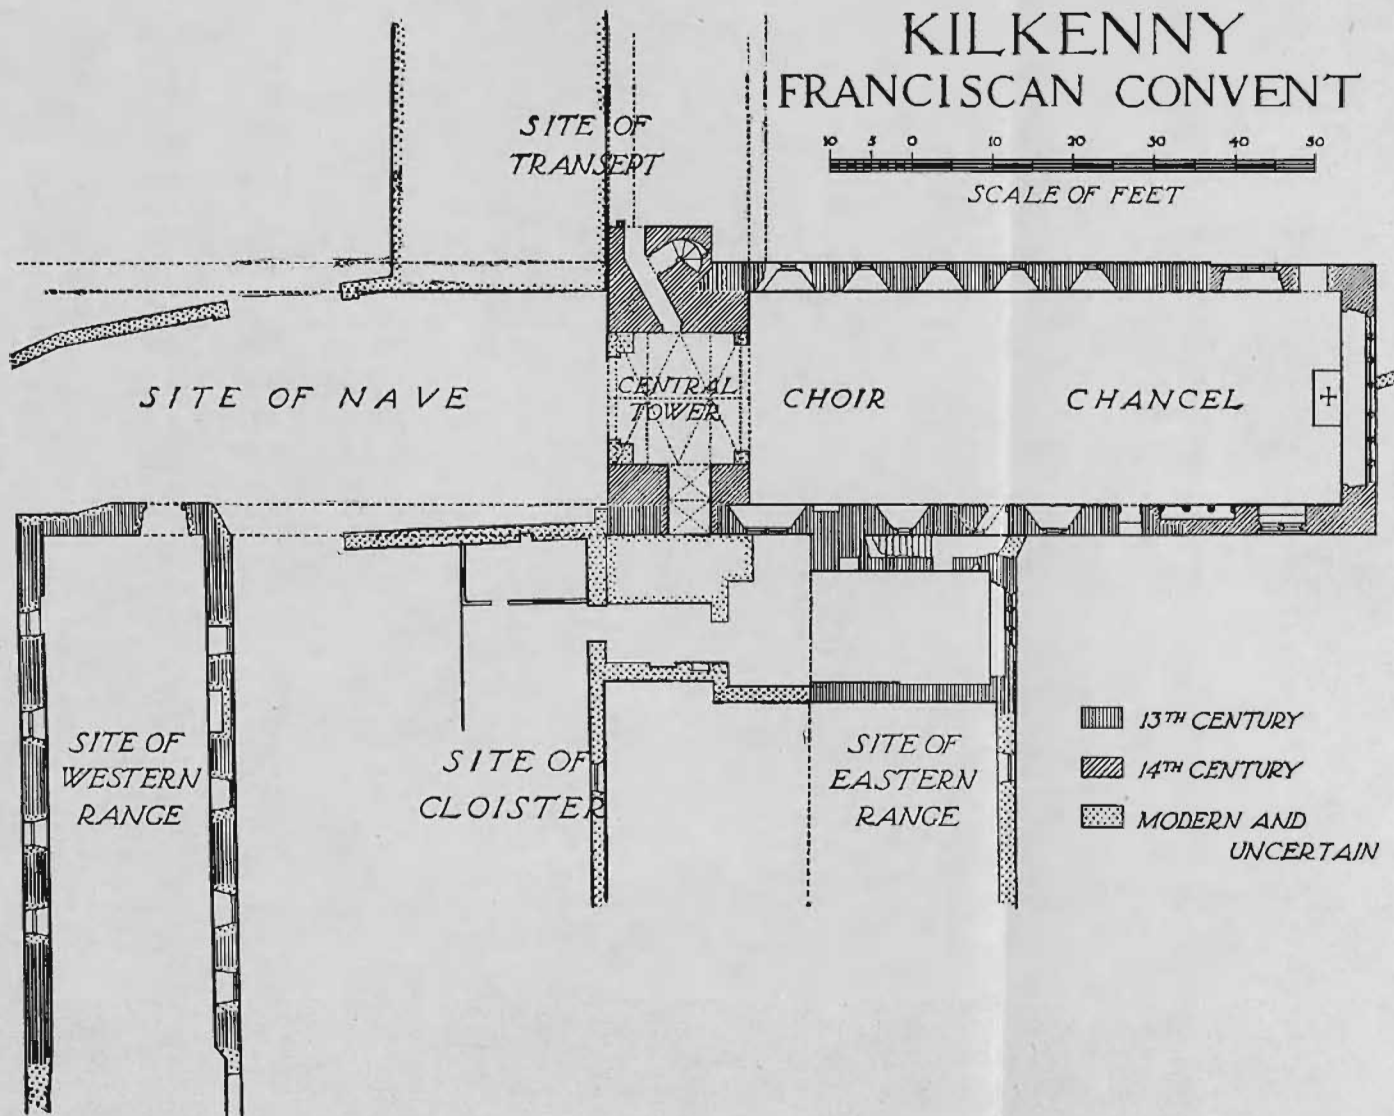 KILKENNY
FRANCISCAN CONVENT
10 5 0 10 20 30 40 50
SCALE OF FEET
SITE OF
TRANSEPT
SITE OF NAVE
CENTRAL
TOWER
CHOIR
CHANCEL
SITE OF
WESTERN
RANGE
SITE OF
CLOISTER
SITE OF
EASTERN
RANGE
13TH CENTURY
14TH CENTURY
MODERN AND
UNCERTAIN